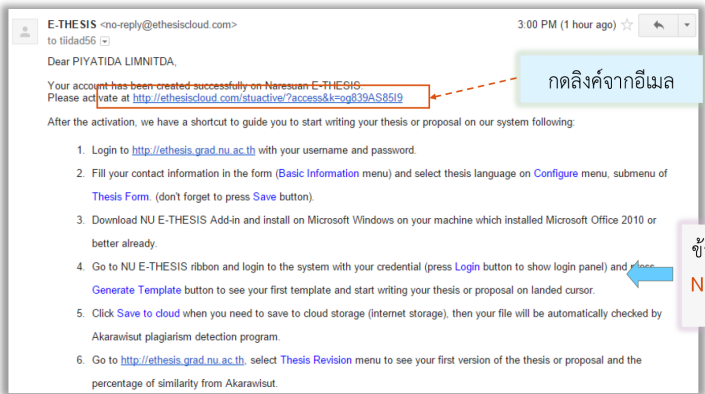 E-THESIS <no-reply@ethesiscloud.com>
3:00 PM (1 hour ago)
to tiidad56
Dear PIYATIDA LIMNITDA,
Your account has been created successfully on Naresuan E-THESIS.
Please activate at http://ethesiscloud.com/stuactive/?access&k=og839AS85I9
กดลิงค์จากอีเมล
After the activation, we have a shortcut to guide you to start writing your thesis or proposal on our system following:
1. Login to http://ethesis.grad.nu.ac.th with your username and password.
2. Fill your contact information in the form (Basic Information menu) and select thesis language on Configure menu, submenu of
Thesis Form. (don't forget to press Save button).
3. Download NU E-THESIS Add-in and install on Microsoft Windows on your machine which installed Microsoft Office 2010 or
better already.
4. Go to NU E-THESIS ribbon and login to the system with your credential (press Login button to show login panel) and press
Generate Template button to see your first template and start writing your thesis or proposal on landed cursor.
5. Click Save to cloud when you need to save to cloud storage (internet storage), then your file will be automatically checked by
Akarawisut plagiarism detection program.
6. Go to http://ethesis.grad.nu.ac.th, select Thesis Revision menu to see your first version of the thesis or proposal and the
percentage of similarity from Akarawisut.
N